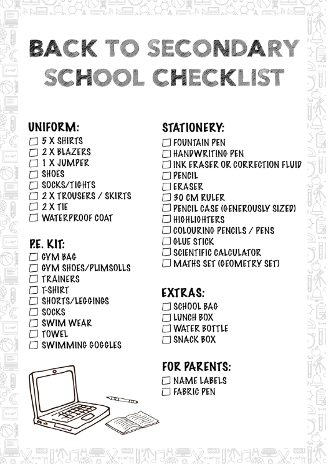 BACK TO SECONDARY
SCHOOL CHECKLIST
UNIFORM:
5 X SHIRTS
2 X BLAZERS
1 X JUMPER
SHOES
SOCKS/TIGHTS
2 X TROUSERS / SKIRTS
2 X TIE
WATERPROOF COAT
P.E. KIT:
GYM BAG
GYM SHOES/PLIMSOLLS
TRAINERS
T-SHIRT
SHORTS/LEGGINGS
SOCKS
SWIM WEAR
TOWEL
SWIMMING GOGGLES
STATIONERY:
FOUNTAIN PEN
HANDWRITING PEN
INK ERASER OR CORRECTION FLUID
PENCIL
ERASER
30 CM RULER
PENCIL CASE (GENEROUSLY SIZED)
HIGHLIGHTERS
COLOURING PENCILS / PENS
GLUE STICK
SCIENTIFIC CALCULATOR
MATHS SET (GEOMETRY SET)
EXTRAS:
SCHOOL BAG
LUNCH BOX
WATER BOTTLE
SNACK BOX
FOR PARENTS:
NAME LABELS
FABRIC PEN